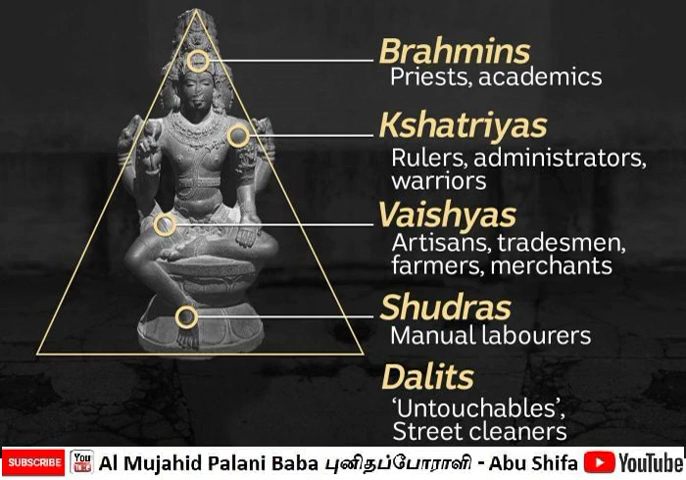 Brahmins
Priests, academics
Kshatriyas
Rulers, administrators,
warriors
Vaishyas
Artisans, tradesmen,
farmers, merchants
Shudras
Manual labourers
Dalits
‘Untouchables’,
Street cleaners
SUBSCRIBE You Tube Al Mujahid Palani Baba புனிதப்போராளி - Abu Shifa YouTube